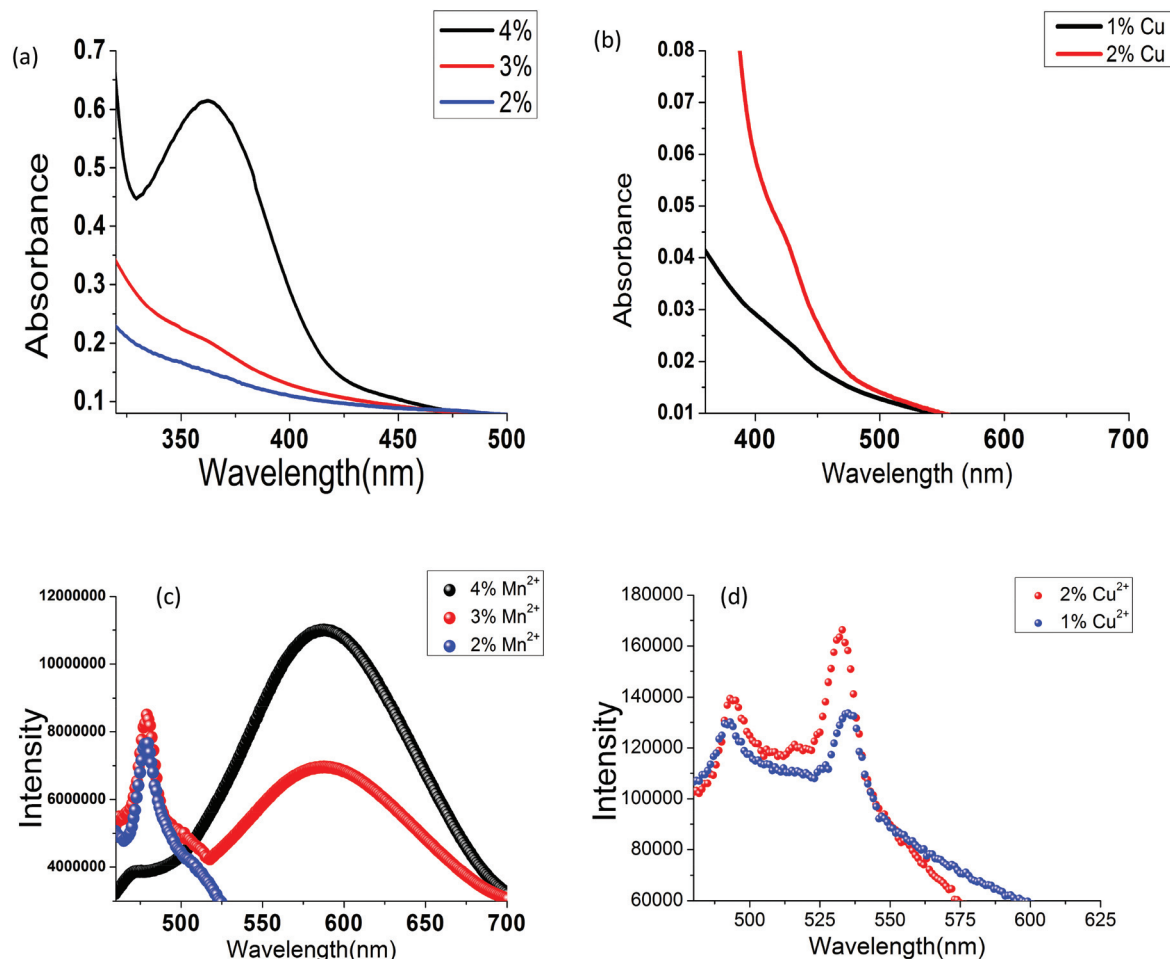 (a)
4%
3%
2%
0.7
0.6
0.5
0.4
0.3
0.2
0.1
Absorbance
350 400 450 500
Wavelength(nm)
(b)
1% Cu
2% Cu
0.08
0.07
0.06
0.05
0.04
0.03
0.02
0.01
Absorbance
400 500 600 700
Wavelength (nm)
(c)
4% Mn²⁺
3% Mn²⁺
2% Mn²⁺
12000000
10000000
8000000
6000000
4000000
Intensity
500 550 600 650 700
Wavelength(nm)
(d)
2% Cu²⁺
1% Cu²⁺
180000
160000
140000
120000
100000
80000
60000
Intensity
500 525 550 575 600 625
Wavelength(nm)